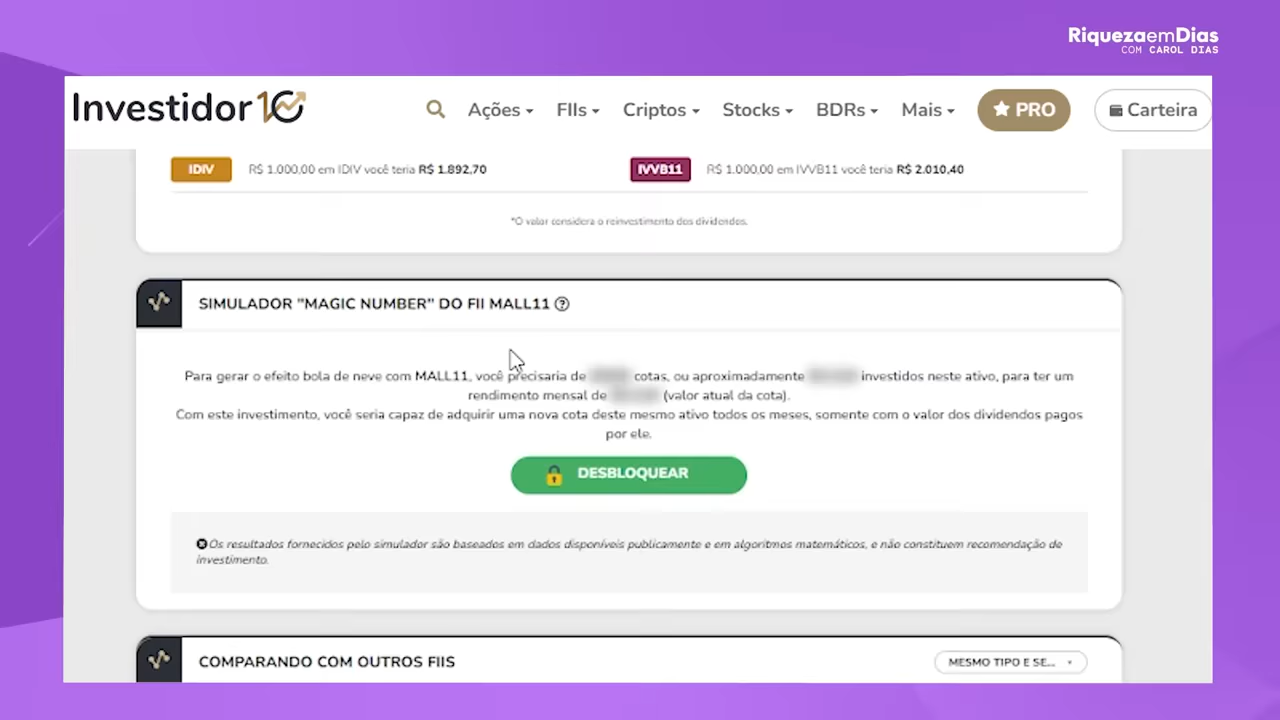 RiquezaemDias
COM CAROL DIAS
Investidor10
Ações
FIIs
Criptos
Stocks
BDRs
Mais
PRO
Carteira
IDIV R$ 1.000,00 em IDIV você teria R$ 1.892,70
IVVB11 R$ 1.000,00 em IVVB11 você teria R$ 2.010,40
*O valor considera o reinvestimento dos dividendos.
SIMULADOR "MAGIC NUMBER" DO FII MALL11
Para gerar o efeito bola de neve com MALL11, você precisaria de cotas, ou aproximadamente investidos neste ativo, para ter um
rendimento mensal de (valor atual da cota).
Com este investimento, você seria capaz de adquirir uma nova cota deste mesmo ativo todos os meses, somente com o valor dos dividendos pagos
por ele.
DESBLOQUEAR
Os resultados fornecidos pelo simulador são baseados em dados disponíveis publicamente e em algoritmos matemáticos, e não constituem recomendação de
investimento.
COMPARANDO COM OUTROS FIIS
MESMO TIPO E SE...